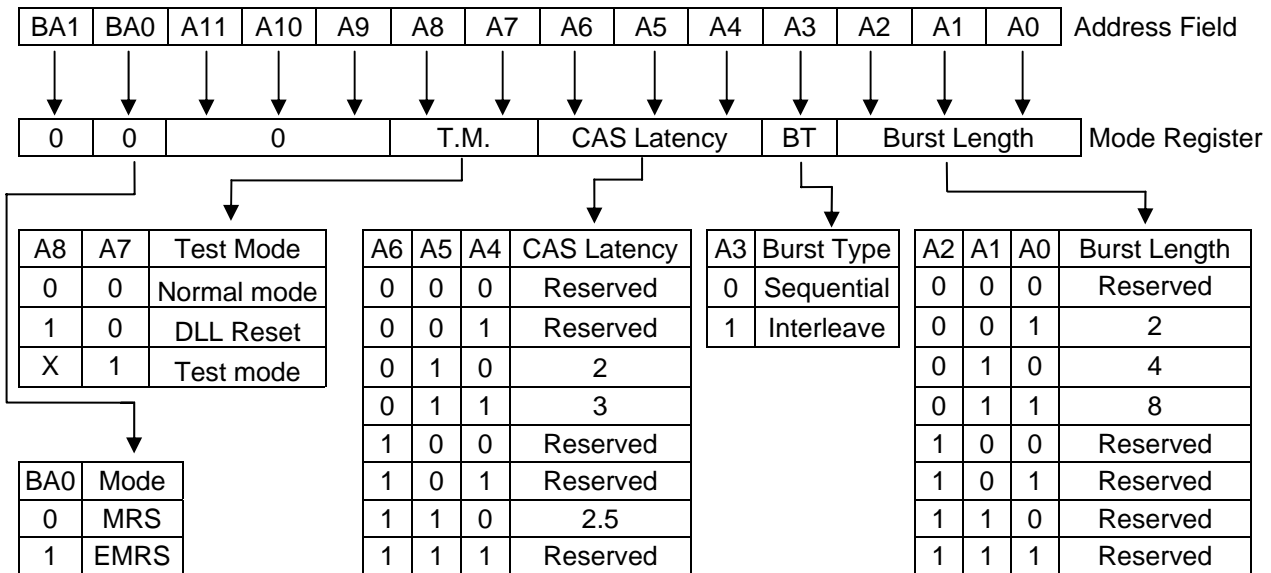 BA1 BA0 A11 A10 A9 A8 A7 A6 A5 A4 A3 A2 A1 A0 Address Field
0 0 0 T.M. CAS Latency BT Burst Length Mode Register
A8 A7 Test Mode
0 0 Normal mode
1 0 DLL Reset
X 1 Test mode
BA0 Mode
0 MRS
1 EMRS
A6 A5 A4 CAS Latency
0 0 0 Reserved
0 0 1 Reserved
0 1 0 2
0 1 1 3
1 0 0 Reserved
1 0 1 Reserved
1 1 0 2.5
1 1 1 Reserved
A3 Burst Type
0 Sequential
1 Interleave
A2 A1 A0 Burst Length
0 0 0 Reserved
0 0 1 2
0 1 0 4
0 1 1 8
1 0 0 Reserved
1 0 1 Reserved
1 1 0 Reserved
1 1 1 Reserved